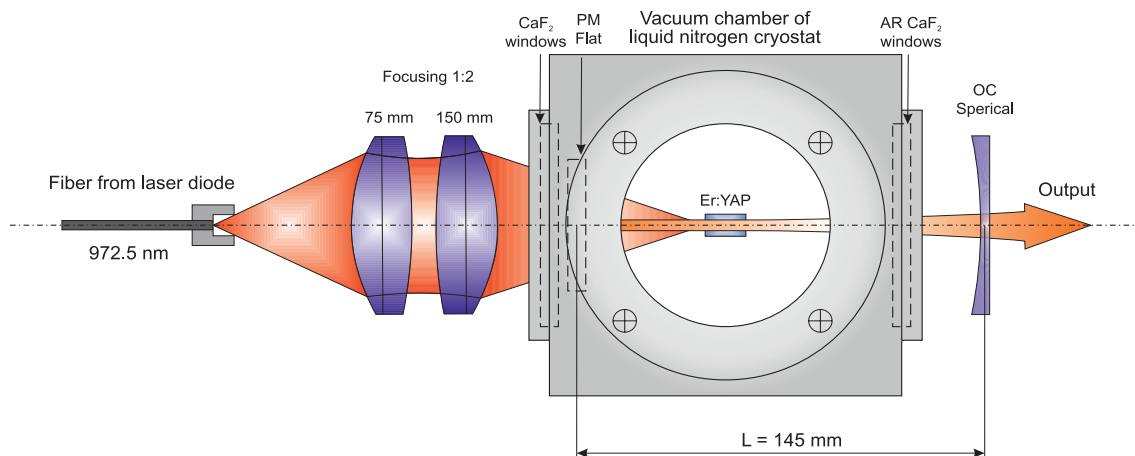 CaF2
windows
PM
Flat
Vacuum chamber of
liquid nitrogen cryostat
AR CaF2
windows
OC
Sperical
Focusing 1:2
75 mm
150 mm
Fiber from laser diode
972.5 nm
Er:YAP
Output
L = 145 mm